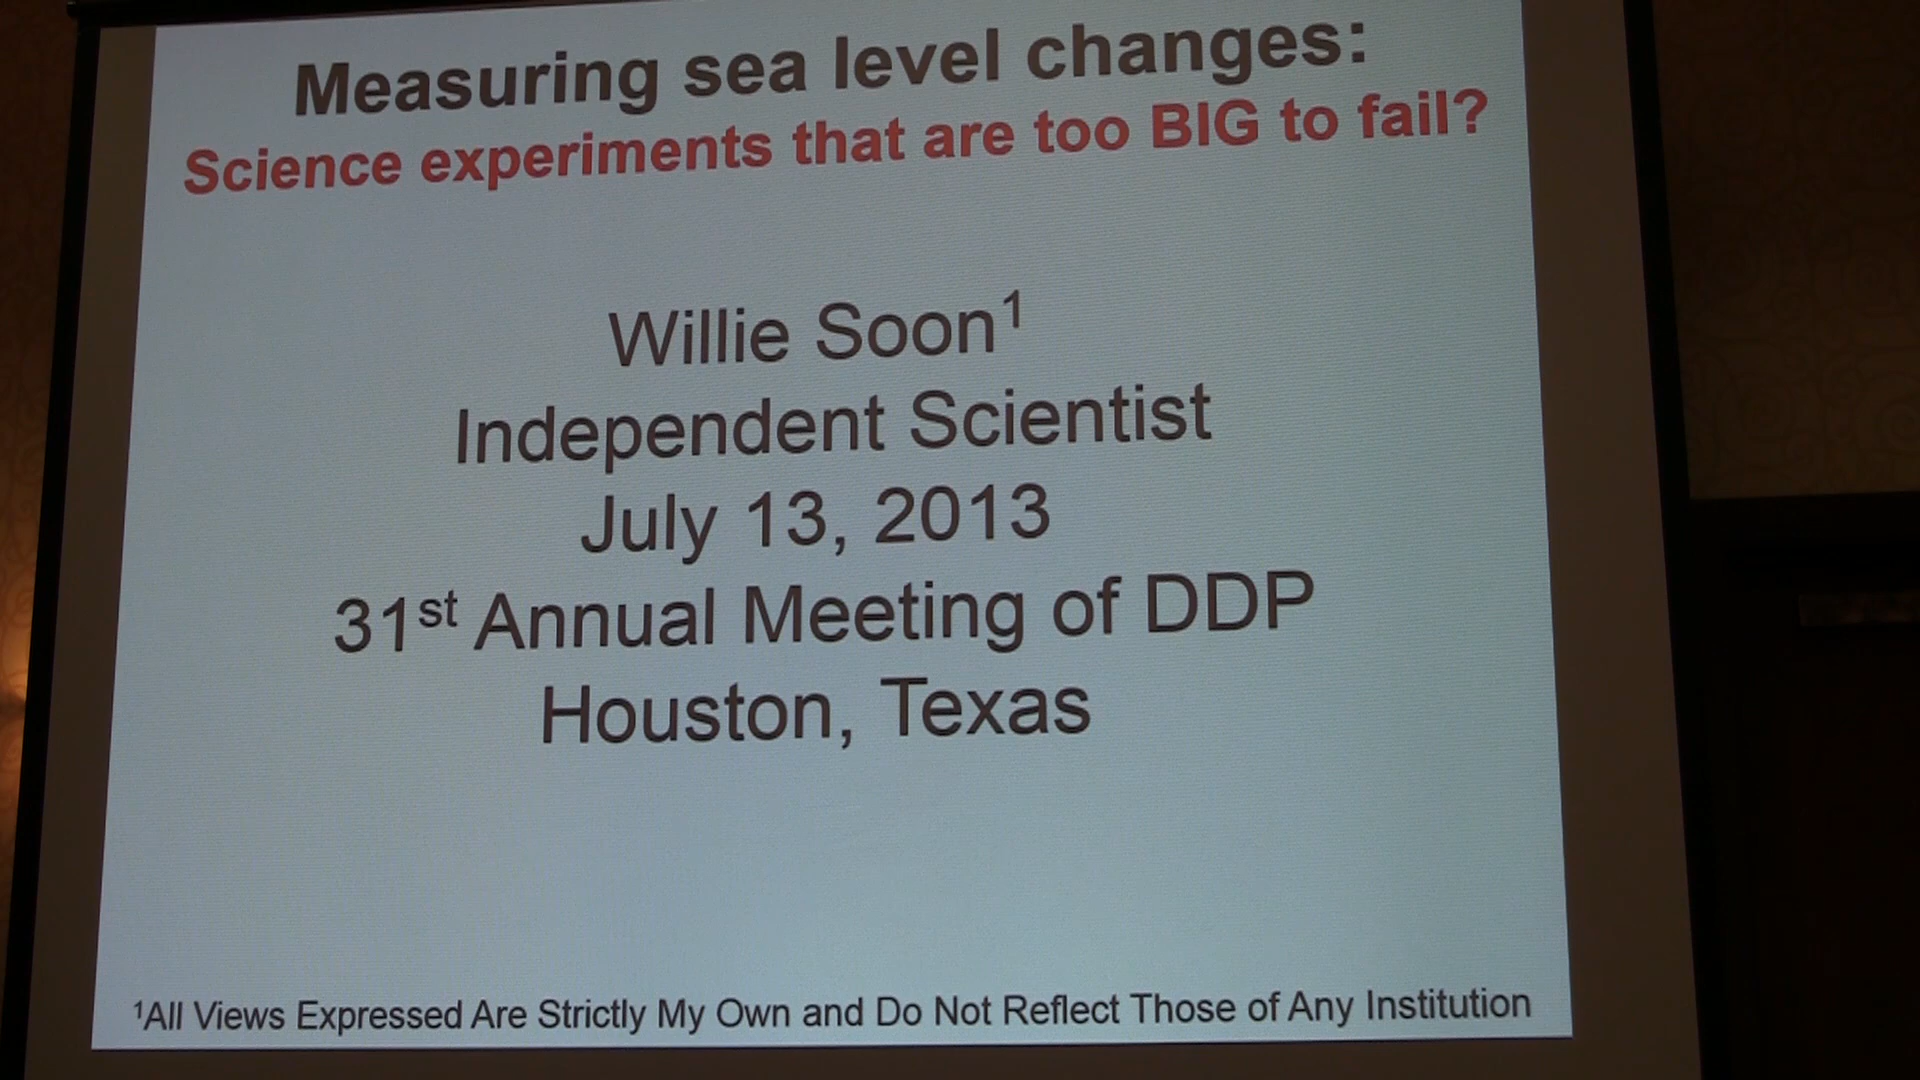 Measuring sea level changes:
Science experiments that are too BIG to fail?
Willie Soon¹
Independent Scientist
July 13, 2013
31st Annual Meeting of DDP
Houston, Texas
¹All Views Expressed Are Strictly My Own and Do Not Reflect Those of Any Institution